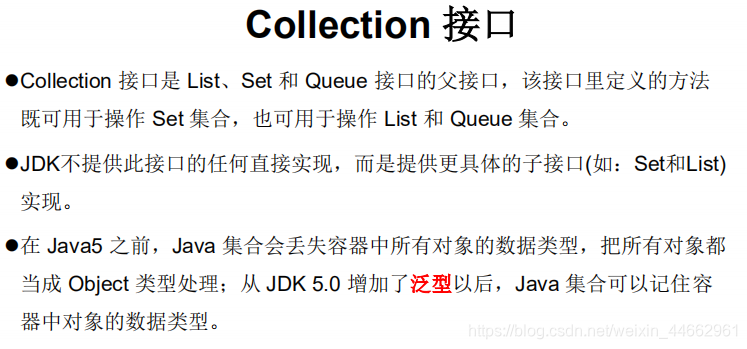 Collection 接口
●Collection 接口是 List、Set 和 Queue 接口的父接口，该接口里定义的方法
既可用于操作 Set 集合，也可用于操作 List 和 Queue 集合。
●JDK不提供此接口的任何直接实现，而是提供更具体的子接口(如：Set和List)
实现。
●在 Java5 之前，Java 集合会丢失容器中所有对象的数据类型，把所有对象都
当成 Object 类型处理；从 JDK 5.0 增加了泛型以后，Java 集合可以记住容
器中对象的数据类型。
https://blog.csdn.net/weixin_44662961